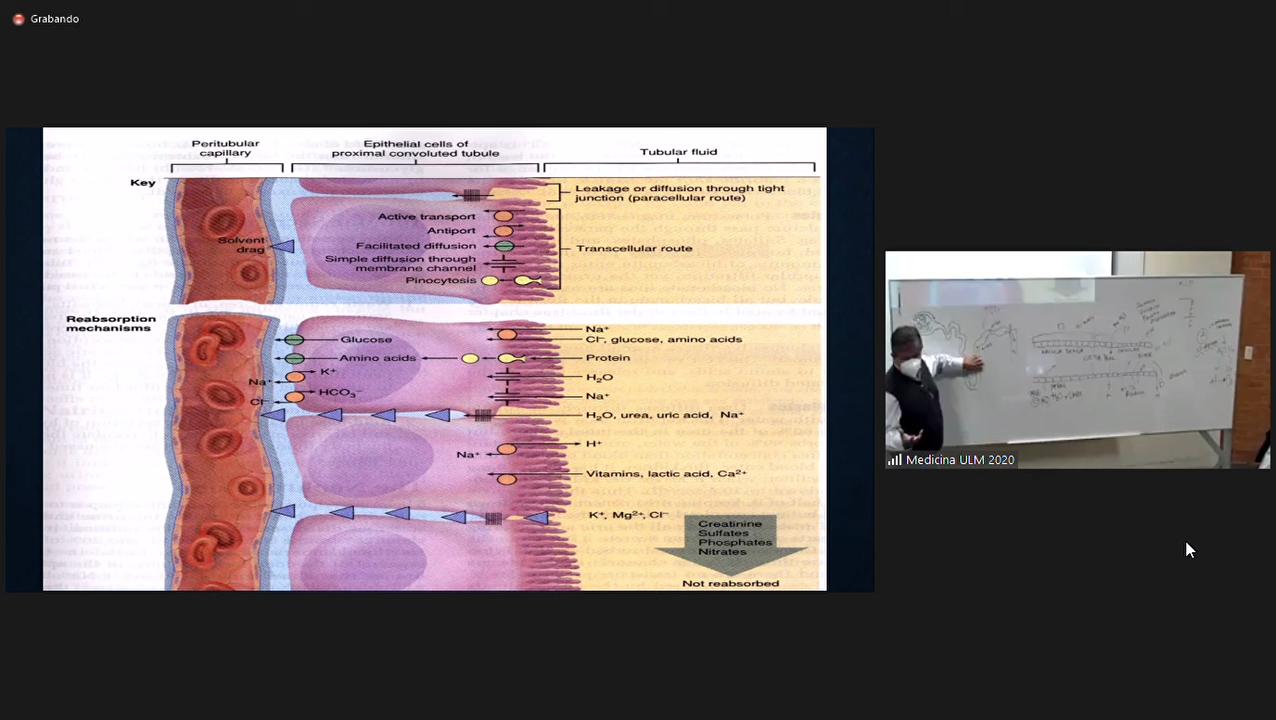 Grabando
Peritubular
capillary
Epithelial cells of
proximal convoluted tubule
Tubular fluid
Key
Leakage or diffusion through tight
junction (paracellular route)
Active transport
Antiport
Solvent
drag
Facilitated diffusion
Transcellular route
Simple diffusion through
membrane channel
Pinocytosis
Reabsorption
mechanisms
Na⁺
Glucose
Cl⁻, glucose, amino acids
Amino acids
Protein
K⁺
H₂O
Na⁺
HCO₃⁻
Na⁺
Cl⁻
H₂O, urea, uric acid, Na⁺
H⁺
Na⁺
Vitamins, lactic acid, Ca²⁺
K⁺, Mg²⁺, Cl⁻
Creatinine
Sulfates
Phosphates
Nitrates
Not reabsorbed
Medicina ULM 2020